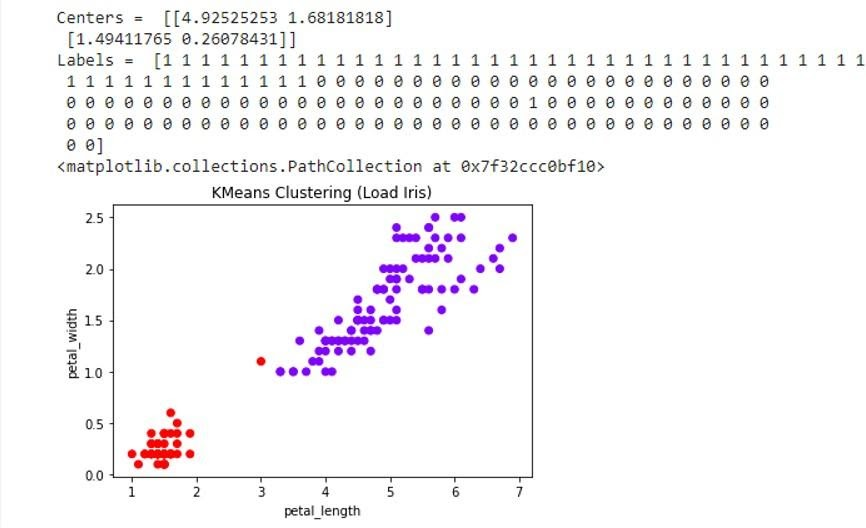 Centers =  [[4.92525253 1.68181818]
[1.49411765 0.26078431]]
Labels =  [1 1 1 1 1 1 1 1 1 1 1 1 1 1 1 1 1 1 1 1 1 1 1 1 1 1 1 1 1 1 1 1 1 1 1 1 1
1 1 1 1 1 1 1 1 1 1 1 1 1 0 0 0 0 0 0 0 0 0 0 0 0 0 0 0 0 0 0 0 0 0 0 0 0
0 0 0 0 0 0 0 0 0 0 0 0 0 0 0 0 0 0 0 0 0 0 0 0 1 0 0 0 0 0 0 0 0 0 0 0 0
0 0 0 0 0 0 0 0 0 0 0 0 0 0 0 0 0 0 0 0 0 0 0 0 0 0 0 0 0 0 0 0 0 0 0 0 0
0 0]
<matplotlib.collections.PathCollection at 0x7f32ccc0bf10>
KMeans Clustering (Load Iris)
2.5
2.0
1.5
1.0
0.5
0.0
petal_width
1 2 3 4 5 6 7
petal_length